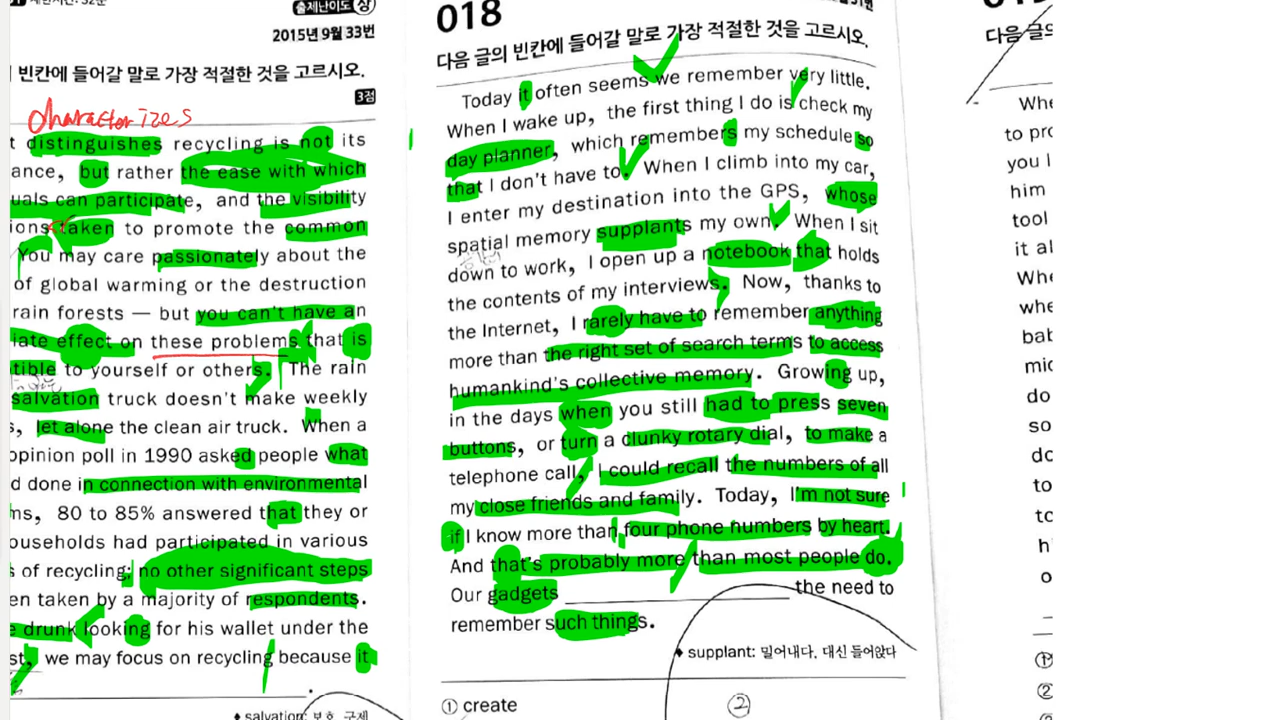 출제난이도 상
2015년 9월 33번
빈칸에 들어갈 말로 가장 적절한 것을 고르시오.
3점
characterizes
distinguishes recycling is not its
but rather the ease with which
can participate, and the visibility
taken to promote the common
You may care passionately about the
of global warming or the destruction
rain forests — but you can't have an
effect on these problems that is
to yourself or others. The rain
salvation truck doesn't make weekly
let alone the clean air truck. When a
opinion poll in 1990 asked people what
done in connection with environmental
80 to 85% answered that they or
households had participated in various
of recycling; no other significant steps
taken by a majority of respondents.
drunk looking for his wallet under the
we may focus on recycling because it
♦ salvation: 보호, 구제
018
다음 글의 빈칸에 들어갈 말로 가장 적절한 것을 고르시오.
Today it often seems we remember very little.
When I wake up, the first thing I do is check my
day planner, which remembers my schedule so
that I don't have to. When I climb into my car,
I enter my destination into the GPS, whose
spatial memory supplants my own. When I sit
down to work, I open up a notebook that holds
the contents of my interviews. Now, thanks to
the Internet, I rarely have to remember anything
more than the right set of search terms to access
humankind's collective memory. Growing up,
in the days when you still had to press seven
buttons, or turn a clunky rotary dial, to make a
telephone call, I could recall the numbers of all
my close friends and family. Today, I'm not sure
if I know more than four phone numbers by heart.
And that's probably more than most people do.
Our gadgets ____________ the need to
remember such things.
♦ supplant: 밀어내다, 대신 들어앉다
① create
②
다음 글의
to
you
him
tool
it
do
so
to
①
②